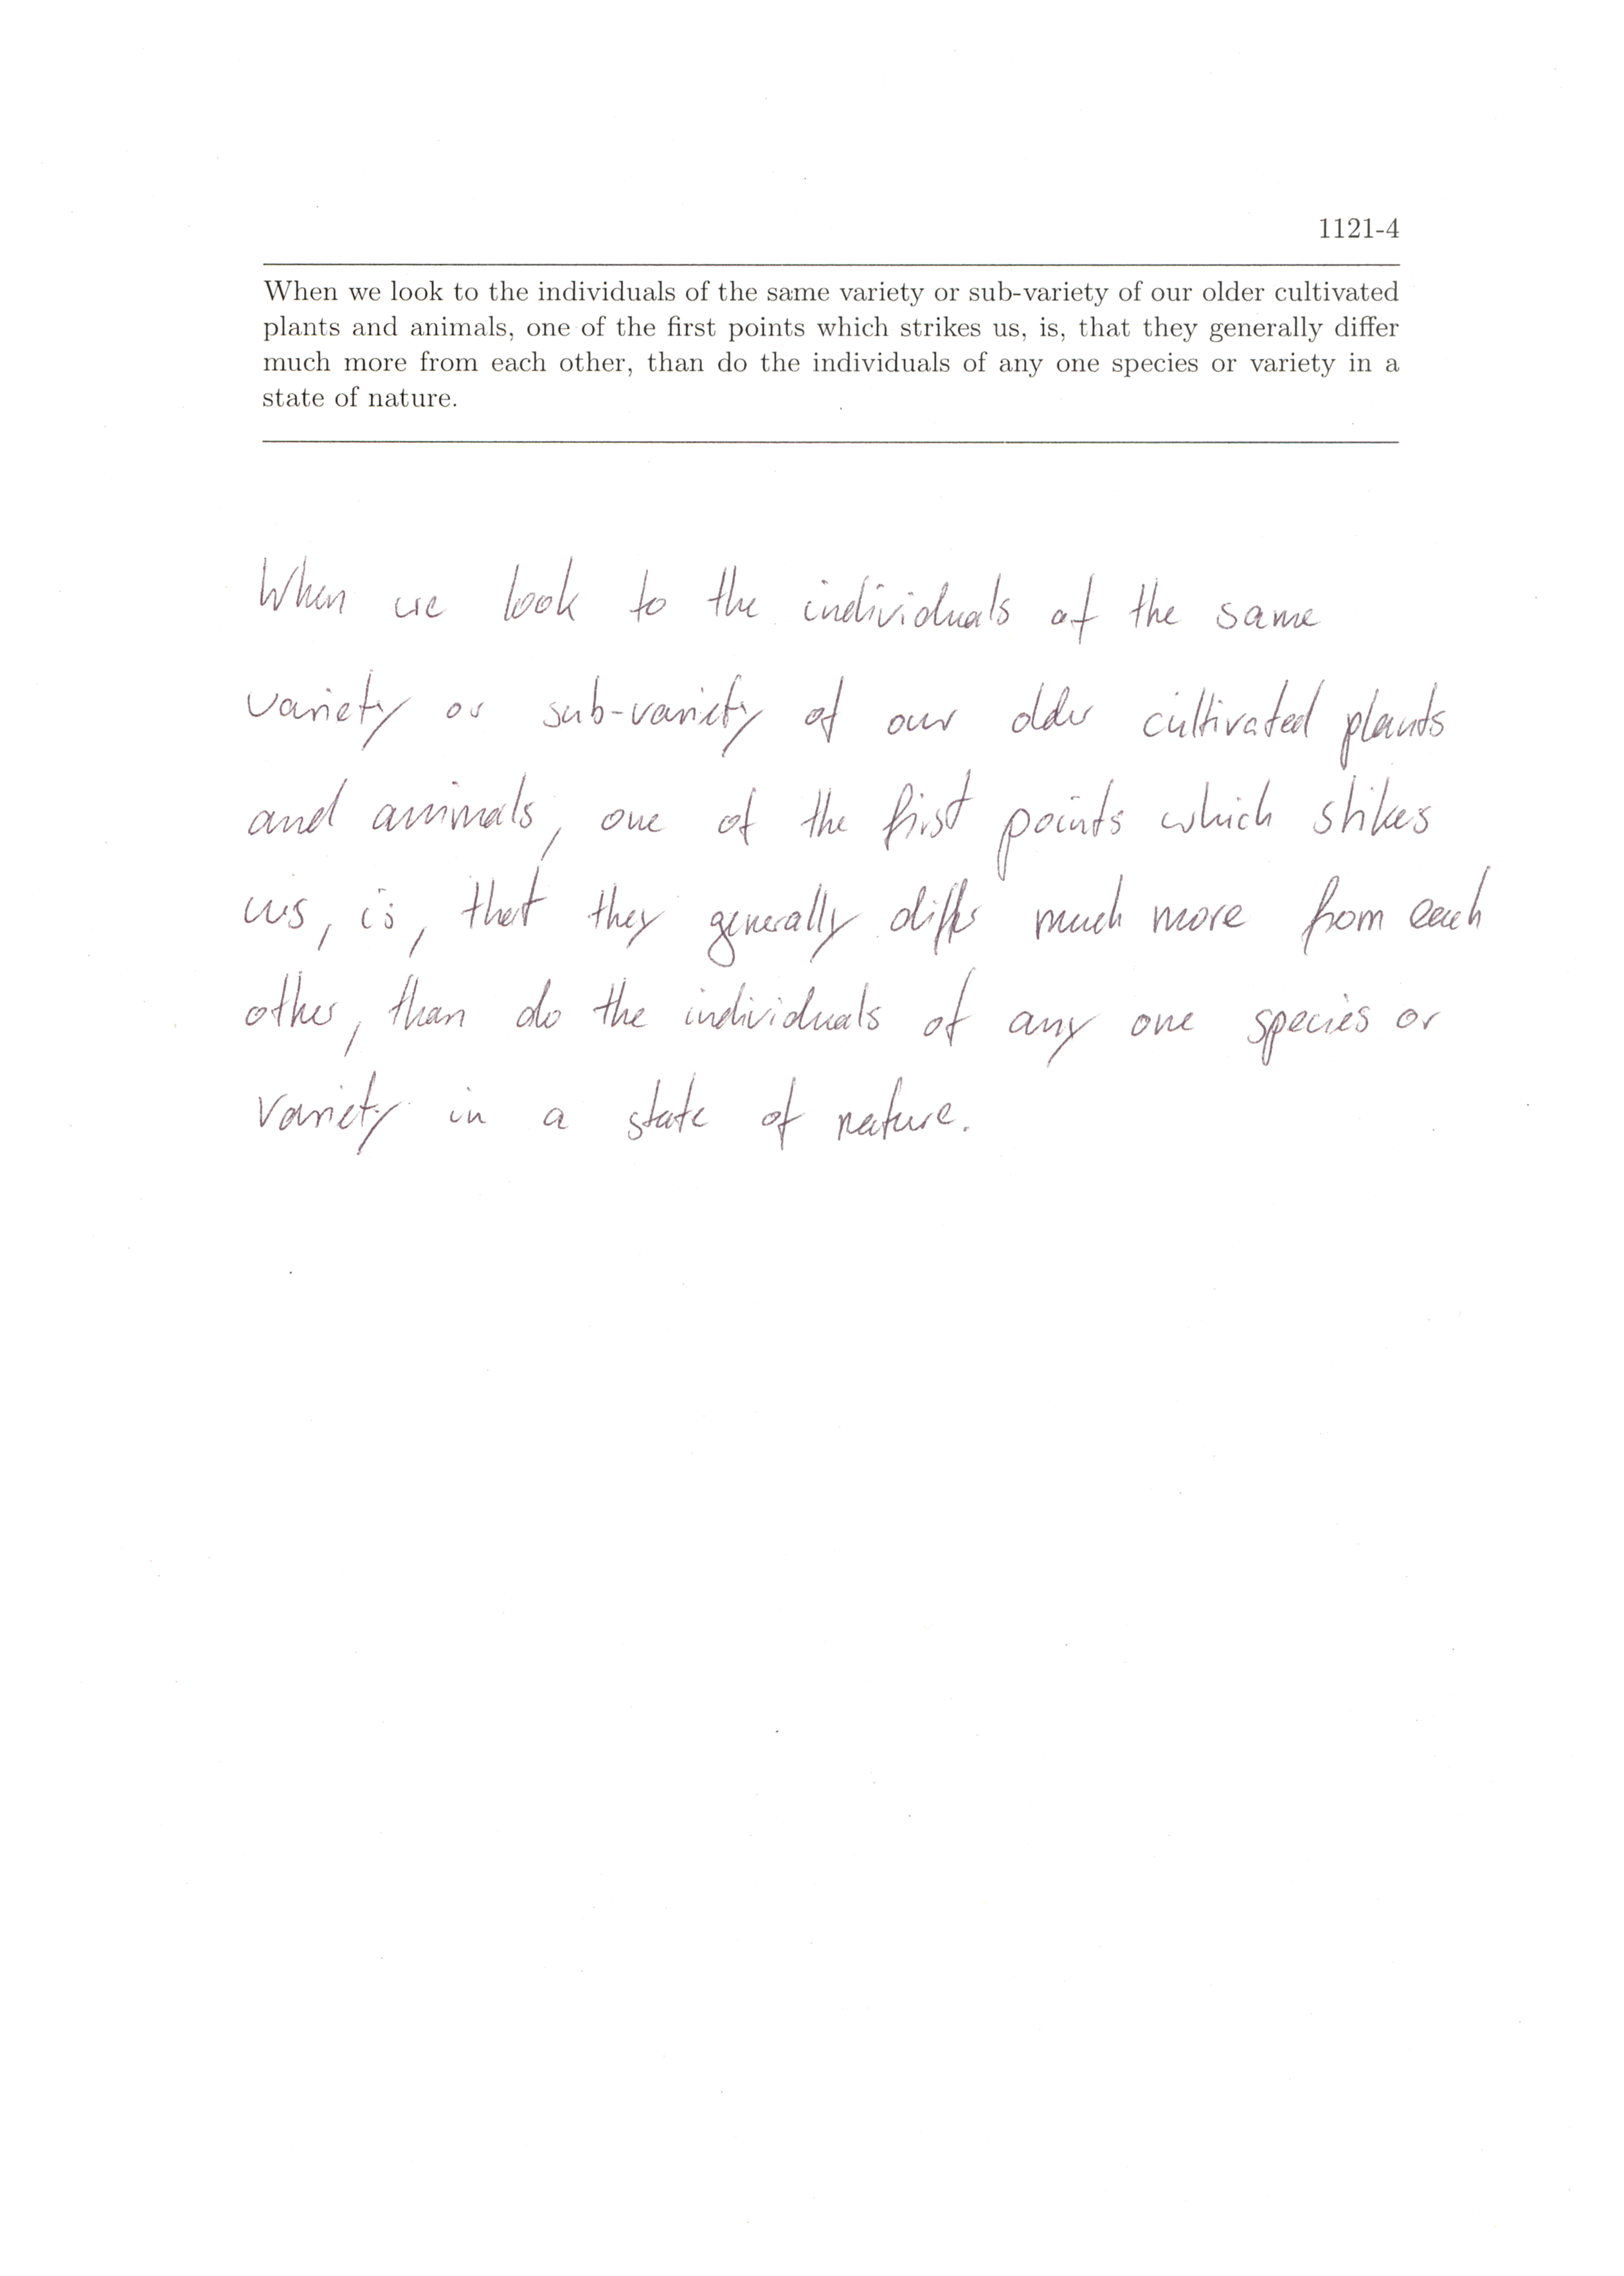 1121-4
When we look to the individuals of the same variety or sub-variety of our older cultivated
plants and animals, one of the first points which strikes us, is, that they generally differ
much more from each other, than do the individuals of any one species or variety in a
state of nature.
When we look to the individuals of the same
variety or sub-variety of our older cultivated plants
and animals, one of the first points which stikes
us, is, that they generally differ much more from each
other, than do the individuals of any one species or
variety in a state of nature.